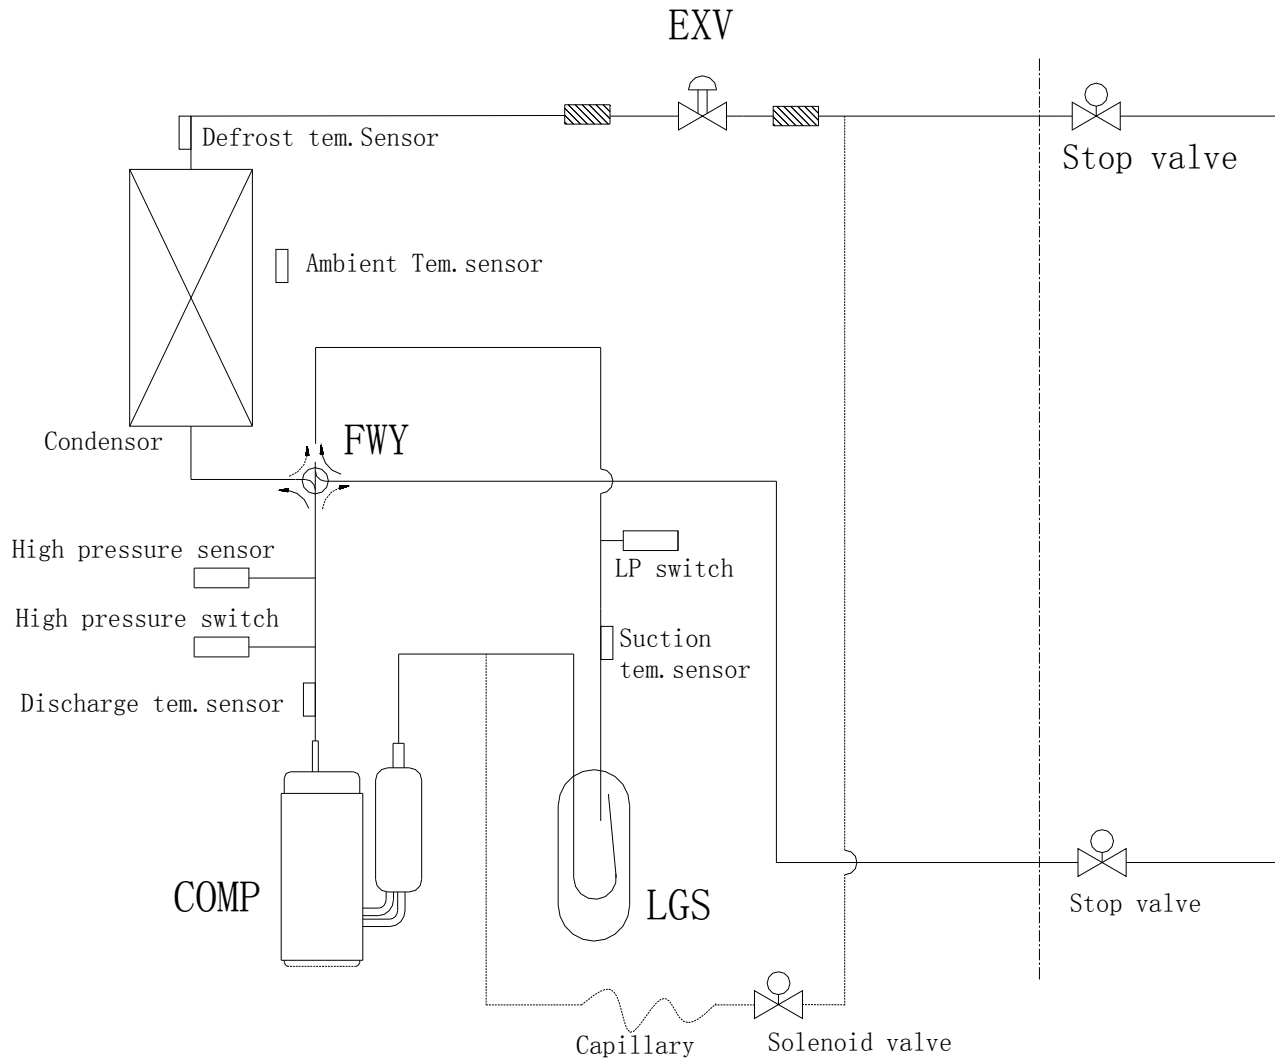 EXV
Defrost tem.Sensor
Stop valve
Ambient Tem.sensor
Condensor
FWY
High pressure sensor
LP switch
High pressure switch
Suction
tem.sensor
Discharge tem.sensor
COMP
LGS
Stop valve
Capillary
Solenoid valve